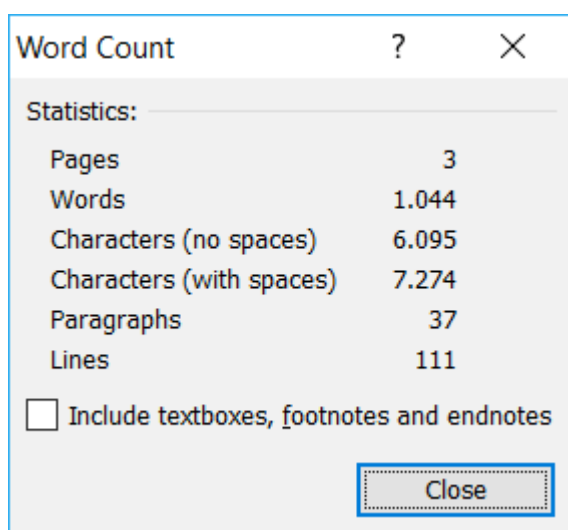 Word Count ?
Statistics:
Pages 3
Words 1.044
Characters (no spaces) 6.095
Characters (with spaces) 7.274
Paragraphs 37
Lines 111
Include textboxes, footnotes and endnotes
Close